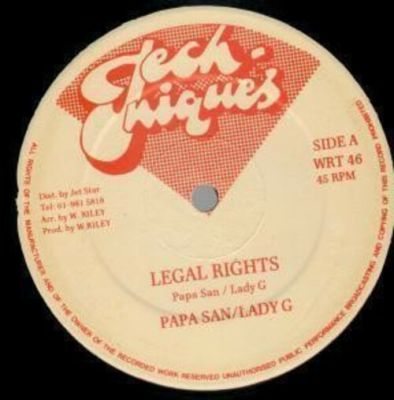 Tech-
niques
SIDE A
WRT 46
45 RPM
Dist. by Jet Star
Tel: 01-961 5818
Arr. by W. RILEY
Prod. by W.RILEY
LEGAL RIGHTS
Papa San / Lady G
PAPA SAN/LADY G
ALL RIGHTS OF THE MANUFACTURER AND OF THE OWNER OF THE RECORDED WORK RESERVED UNAUTHORISED PUBLIC PERFORMANCE BROADCASTING AND COPYING OF THIS RECORD PROHIBITED